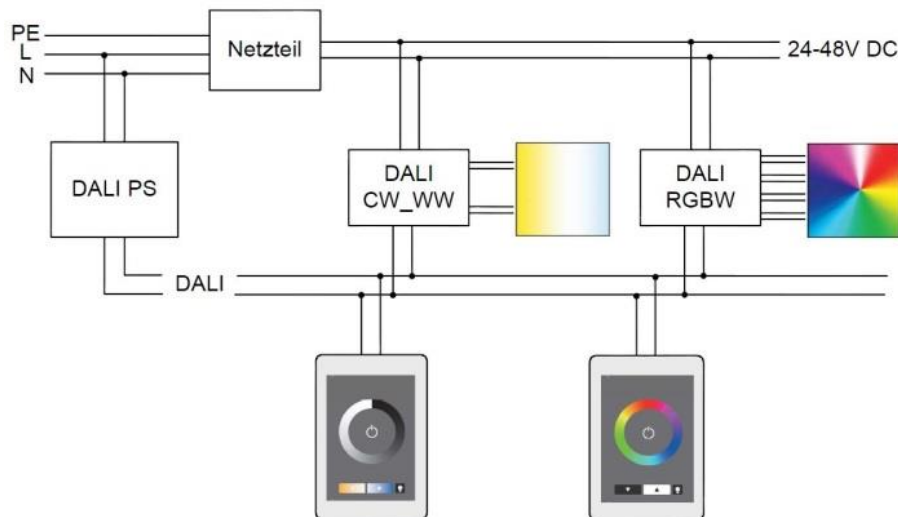 PE
L
N
Netzteil
24-48V DC
DALI PS
DALI
CW_WW
DALI
RGBW
DALI